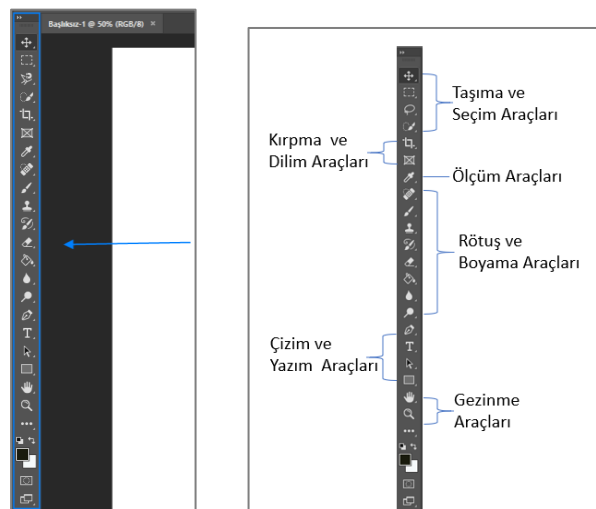 Başlıksız-1 @ 50% (RGB/8) ×
Taşıma ve
Seçim Araçları
Kırpma ve
Dilim Araçları
Ölçüm Araçları
Rötuş ve
Boyama Araçları
Çizim ve
Yazım Araçları
Gezinme
Araçları